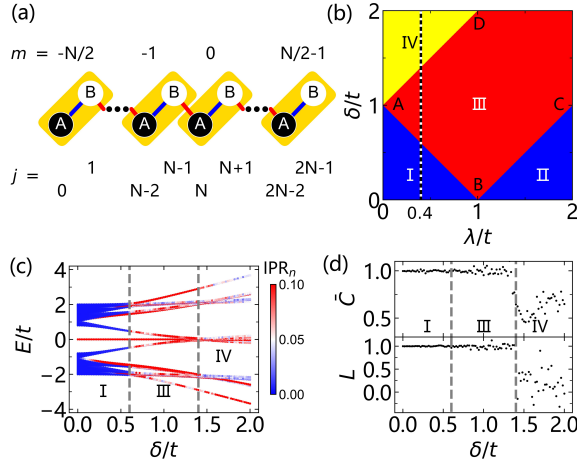 (a)
m = -N/2 -1 0 N/2-1
B B B B
A A A A
j = 1 N-1 N+1 2N-1
0 N-2 N 2N-2
(b)
δ/t
2
1
0
IV
D
A
III
C
I
B
II
0 0.4 1 2
λ/t
(c)
E/t
4
2
0
−2
−4
I
III
IV
0.0 0.5 1.0 1.5 2.0
δ/t
IPRₙ
0.10
0.05
0.00
(d)
C̄
1.0
0.5
I
III
IV
L
1.0
0.5
0.0
0.0 0.5 1.0 1.5 2.0
δ/t